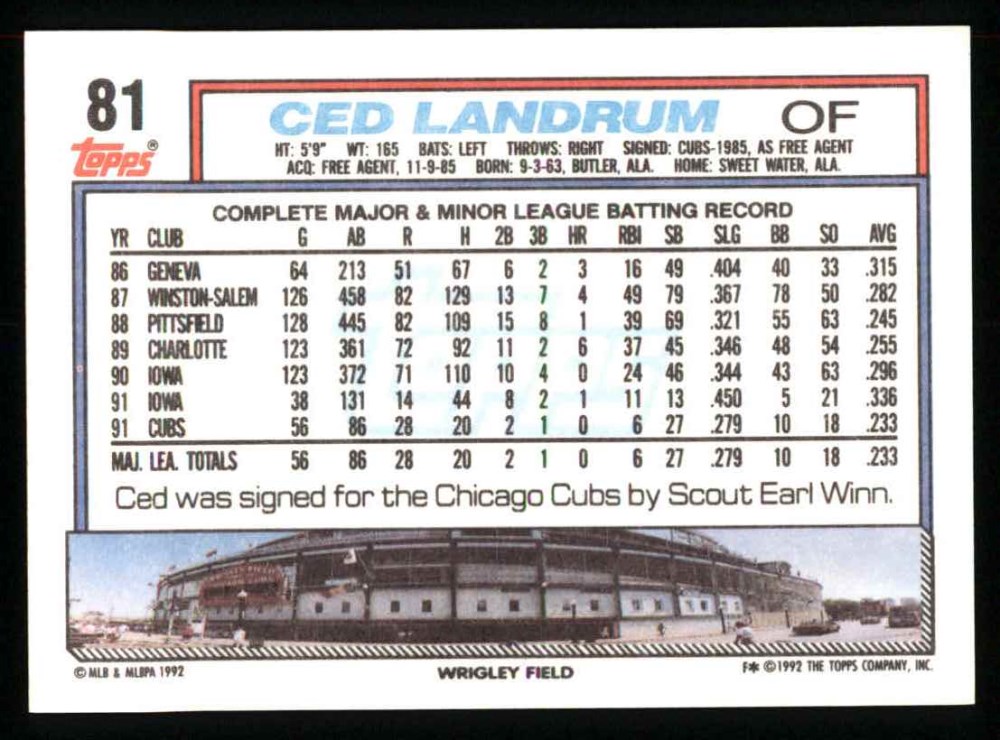 81
topps®
CED LANDRUM OF
HT: 5'9" WT: 165 BATS: LEFT THROWS: RIGHT SIGNED: CUBS-1985, AS FREE AGENT
ACQ: FREE AGENT, 11-9-85 BORN: 9-3-63, BUTLER, ALA. HOME: SWEET WATER, ALA.
COMPLETE MAJOR & MINOR LEAGUE BATTING RECORD
YR CLUB G AB R H 2B 3B HR RBI SB SLG BB SO AVG
86 GENEVA 64 213 51 67 6 2 3 16 49 .404 40 33 .315
87 WINSTON-SALEM 126 458 82 129 13 7 4 49 79 .367 78 50 .282
88 PITTSFIELD 128 445 82 109 15 8 1 39 69 .321 55 63 .245
89 CHARLOTTE 123 361 72 92 11 2 6 37 45 .346 48 54 .255
90 IOWA 123 372 71 110 10 4 0 24 46 .344 43 63 .296
91 IOWA 38 131 14 44 8 2 1 11 13 .450 5 21 .336
91 CUBS 56 86 28 20 2 1 0 6 27 .279 10 18 .233
MAJ. LEA. TOTALS 56 86 28 20 2 1 0 6 27 .279 10 18 .233
Ced was signed for the Chicago Cubs by Scout Earl Winn.
© MLB & MLBPA 1992
WRIGLEY FIELD
F* © 1992 THE TOPPS COMPANY, INC.